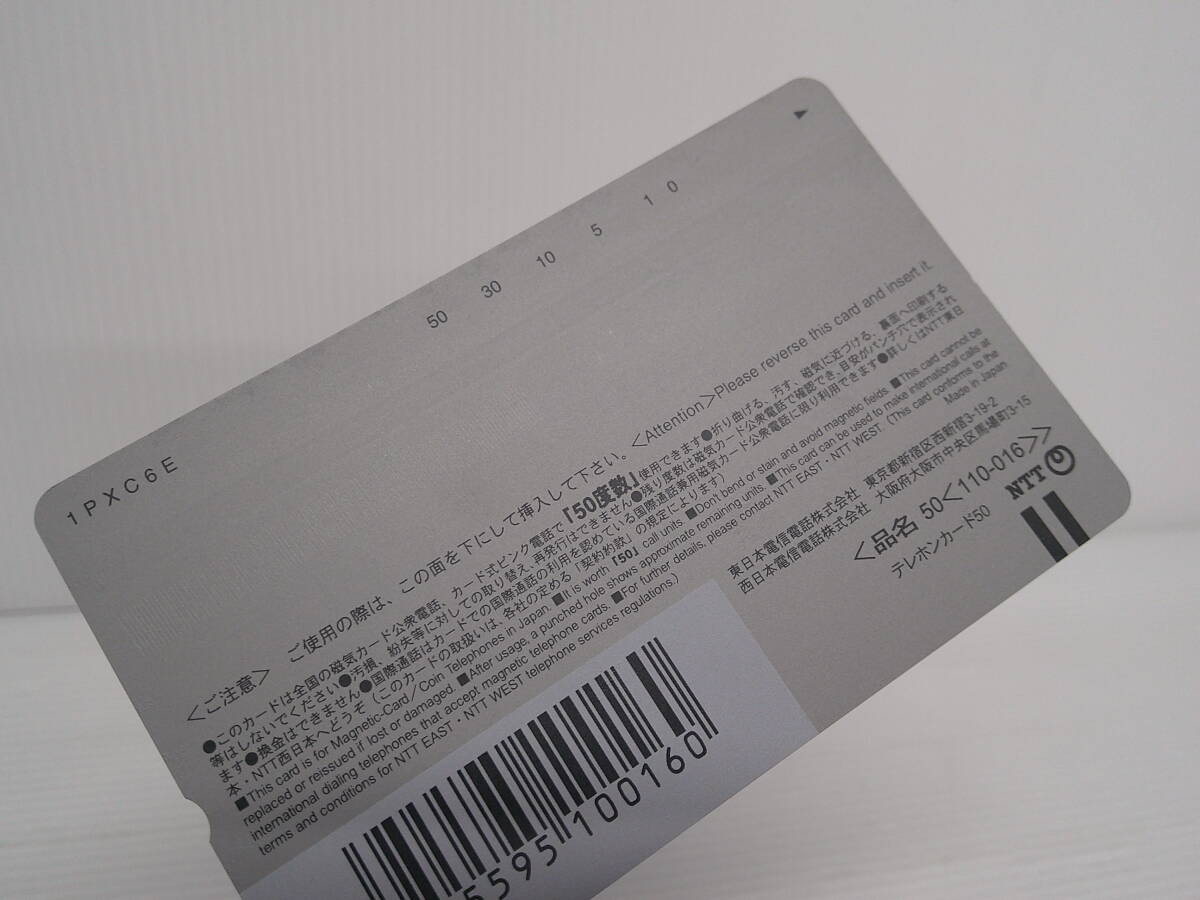 ▲
50 30 10 5 1 0
1PXC6E
<ご注意> ご使用の際は、この面を下にして挿入して下さい。<Attention>Please reverse this card and insert it.
●このカードは全国の磁気カード公衆電話、カード式ピンク電話で「50度数」使用できます●折り曲げる、汚す、磁気に近づける、裏面へ印刷する
等はしないでください●汚損、紛失等に対しての取り替え、再発行はできません●残り度数は磁気カード公衆電話で確認でき、目安がパンチ穴で表示され
ます●換金はできません●国際通話はカードでの国際通話の利用を認めている国際通話兼用磁気カード公衆電話に限り利用できます●詳しくはNTT東日
本・NTT西日本へどうぞ(このカードの取扱いは、各社の定める「契約約款」の規定によります)
■This card is for Magnetic-Card/Coin Telephones in Japan. ■It is worth「50」call units. ■Don't bend or stain and avoid magnetic fields. ■This card cannot be
replaced or reissued if lost or damaged. ■After usage, a punched hole shows approximate remaining units. ■This card can be used to make international calls at
international dialing telephones that accept magnetic telephone cards. ■For further details, please contact NTT EAST・NTT WEST. (This card conforms to the
terms and conditions for NTT EAST・NTT WEST telephone services regulations.)
Made in Japan
東日本電信電話株式会社 東京都新宿区西新宿3-19-2
西日本電信電話株式会社 大阪府大阪市中央区馬場町3-15
<品名 50<110-016>>
テレホンカード50
NTT
5595100160